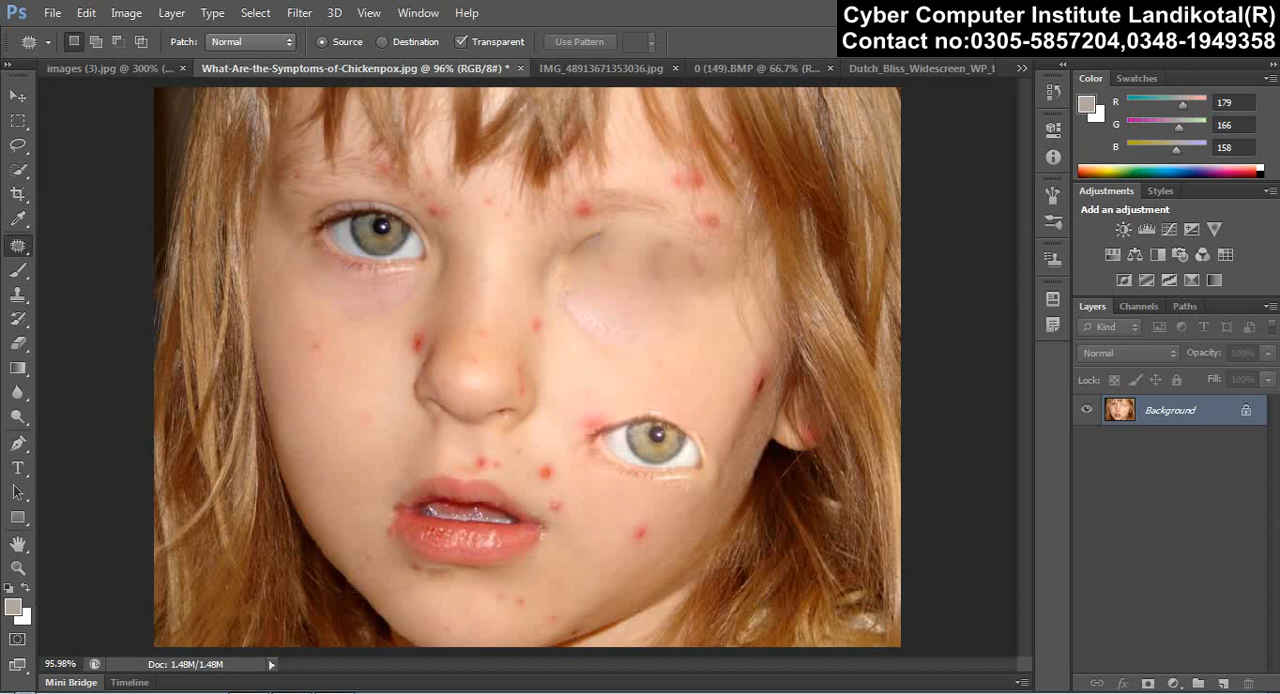 Ps File Edit Image Layer Type Select Filter 3D View Window Help
Cyber Computer Institute Landikotal(R)
Contact no:0305-5857204,0348-1949358
Patch: Normal Source Destination Transparent Use Pattern
images (3).jpg @ 300% (... × What-Are-the-Symptoms-of-Chickenpox.jpg @ 96% (RGB/8#) * × IMG_48913671353036.jpg × 0 (149).BMP @ 66.7% (R... × Dutch_Bliss_Widescreen_WP_I
Color Swatches
R 179
G 166
B 158
Adjustments Styles
Add an adjustment
Layers Channels Paths
Kind
Normal Opacity: 100%
Lock: Fill: 100%
Background
95.98% Doc: 1.48M/1.48M
Mini Bridge Timeline